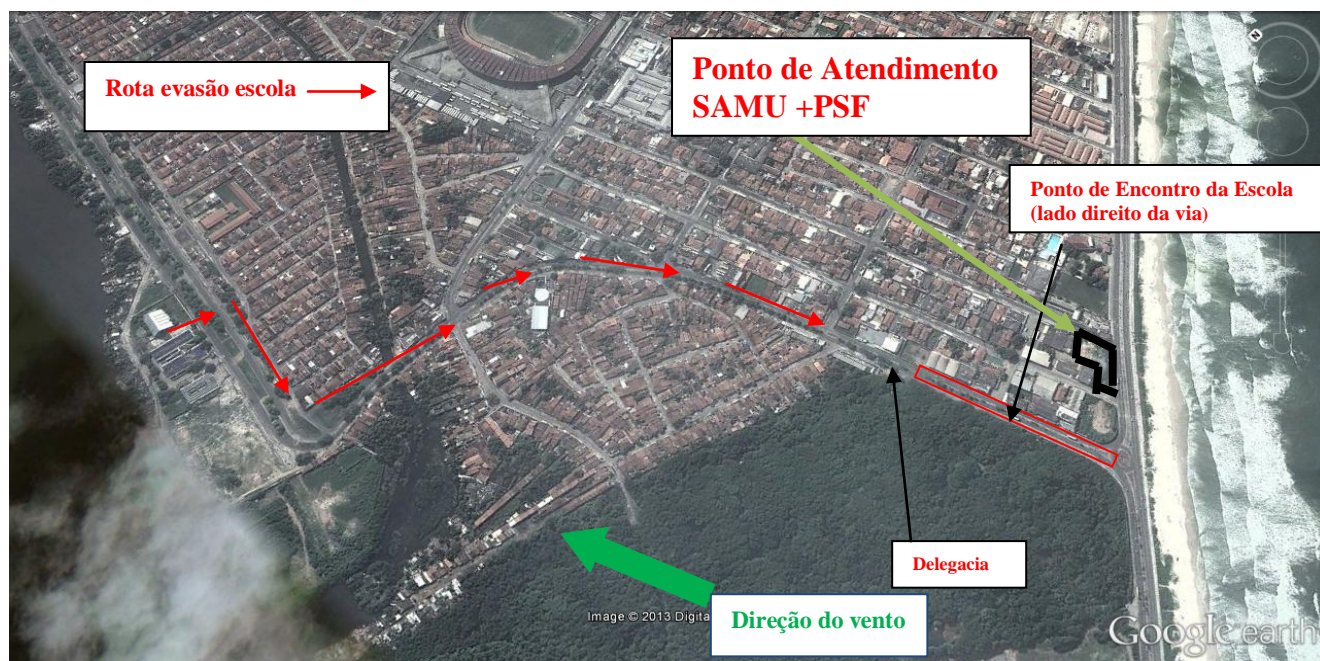 Rota evasão escola
Ponto de Atendimento
SAMU +PSF
Ponto de Encontro da Escola
(lado direito da via)
Delegacia
Direção do vento
Image © 2013 Digita
Google earth
N